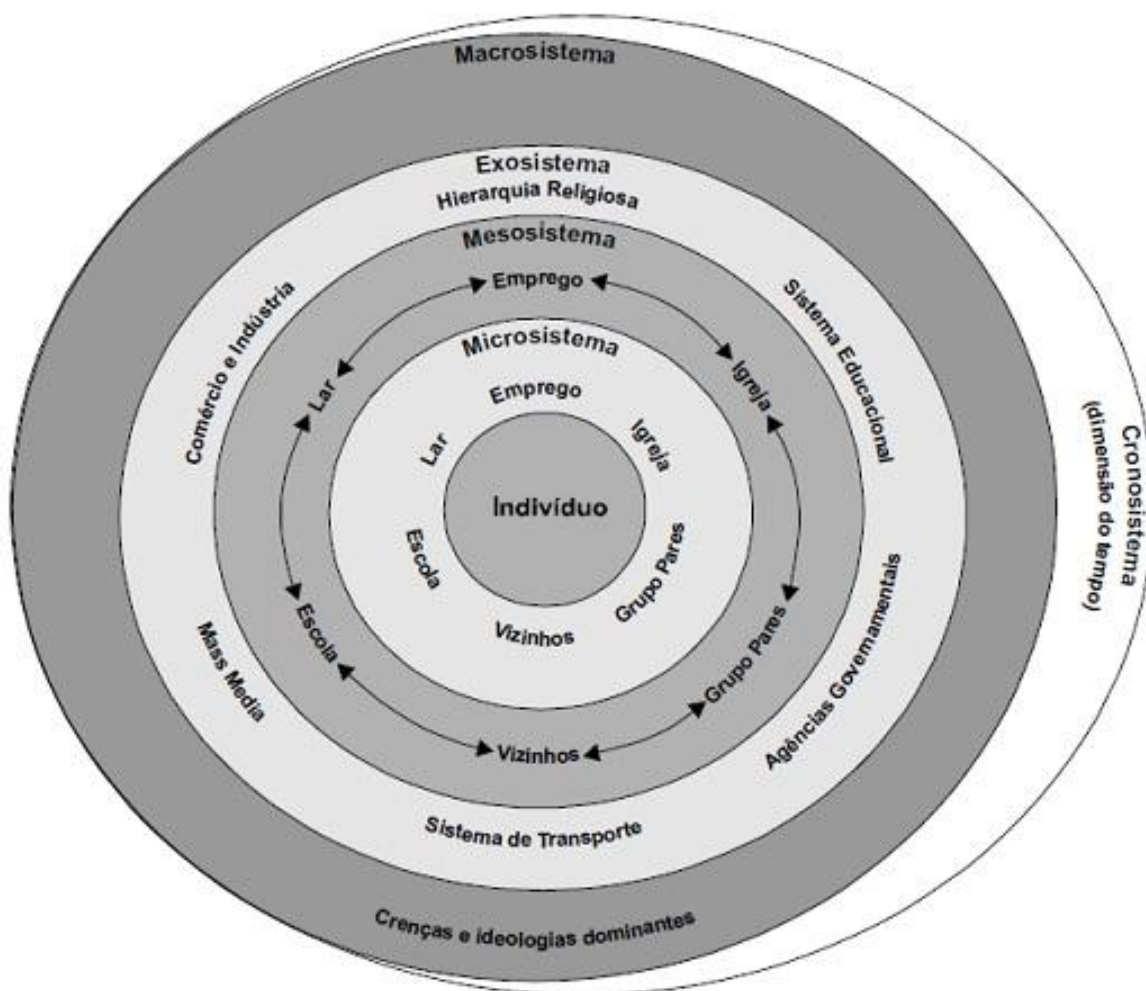 Macrosistema
Exosistema
Hierarquia Religiosa
Mesosistema
Emprego
Comércio e Indústria
Sistema Educacional
Microsistema
Emprego
Lar
Igreja
Lar
Igreja
Cronosistema
(dimensão do tempo)
Indivíduo
Escola
Grupo Pares
Vizinhos
Escola
Grupo Pares
Mass Media
Agências Governamentais
Vizinhos
Sistema de Transporte
Crenças e ideologias dominantes